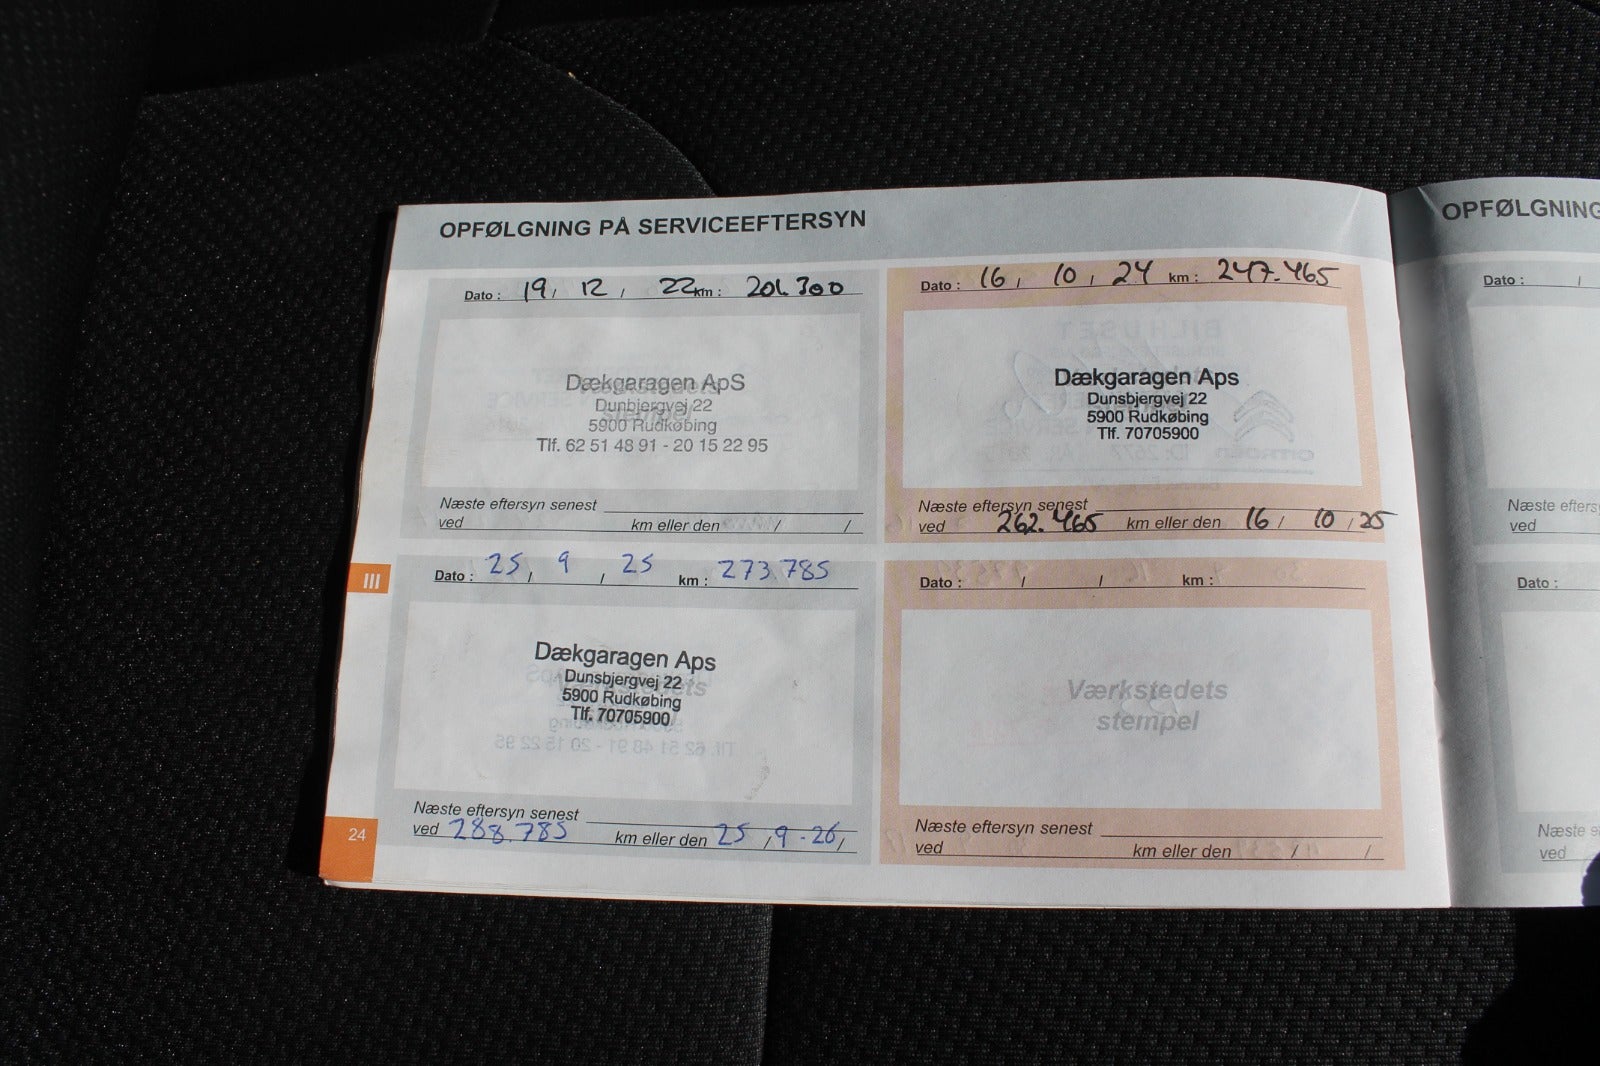 OPFØLGNING PÅ SERVICEEFTERSYN
Dato : 19 / 12 / 22 km : 201.300
Dækgaragen ApS
Dunbjergvej 22
5900 Rudkøbing
Tlf. 62 51 48 91 - 20 15 22 95
Næste eftersyn senest
ved km eller den / /
Dato : 16 / 10 / 24 km : 247.465
Dækgaragen Aps
Dunsbjergvej 22
5900 Rudkøbing
Tlf. 70705900
Næste eftersyn senest
ved 262.465 km eller den 16 / 10 / 25
III
Dato : 25 / 9 / 25 km : 273.785
Dækgaragen Aps
Dunsbjergvej 22
5900 Rudkøbing
Tlf. 70705900
Næste eftersyn senest
ved 288.785 km eller den 25 / 9 - 26 /
Dato : / / km :
Værkstedets
stempel
Næste eftersyn senest
ved km eller den / /
24
OPFØLGNING
Dato : /
Næste efters
ved
Dato :
Næste
ved